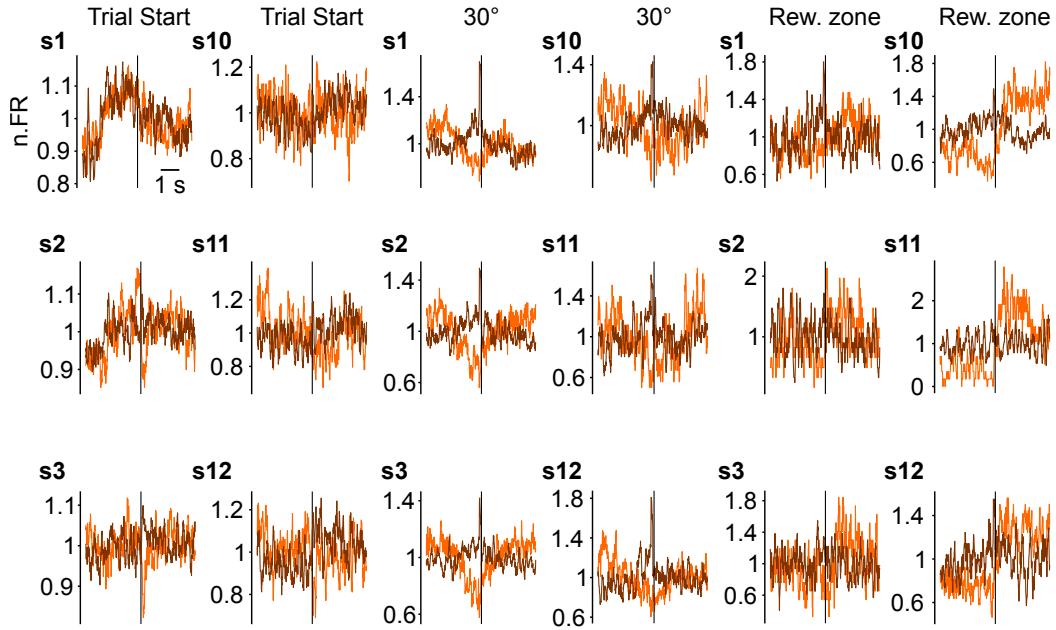 Trial Start Trial Start 30° 30° Rew. zone Rew. zone
s1 s10 s1 s10 s1 s10
n.FR
1.1 1 0.9 0.8
1 s
1.2 1 0.8
1.4 1
1.4 1
1.8 1.4 1 0.6
1.8 1.4 1 0.6
s2 s11 s2 s11 s2 s11
1.1 1 0.9
1.2 1 0.8
1.4 1 0.6
1.4 1 0.6
2 1
2 1 0
s3 s12 s3 s12 s3 s12
1.1 1 0.9
1.2 1 0.8
1.4 1 0.6
1.8 1.4 1 0.6
1.8 1.4 1 0.6
1.4 1 0.6